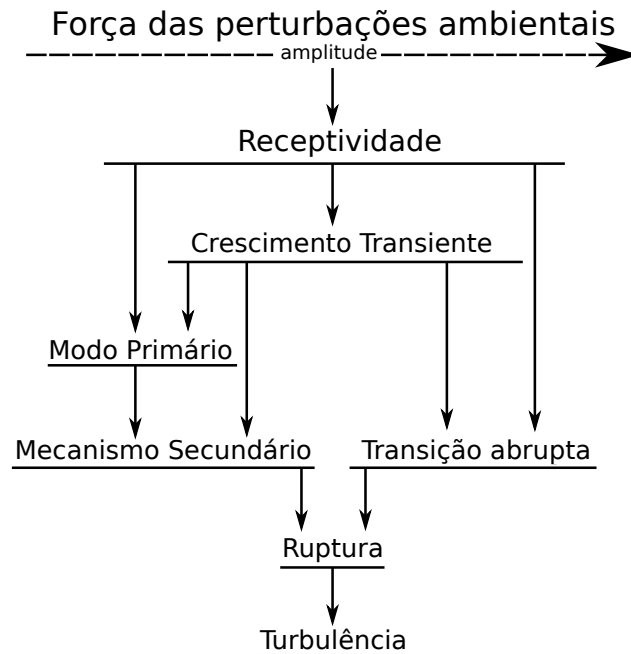 Força das perturbações ambientais
amplitude
Receptividade
Crescimento Transiente
Modo Primário
Mecanismo Secundário
Transição abrupta
Ruptura
Turbulência